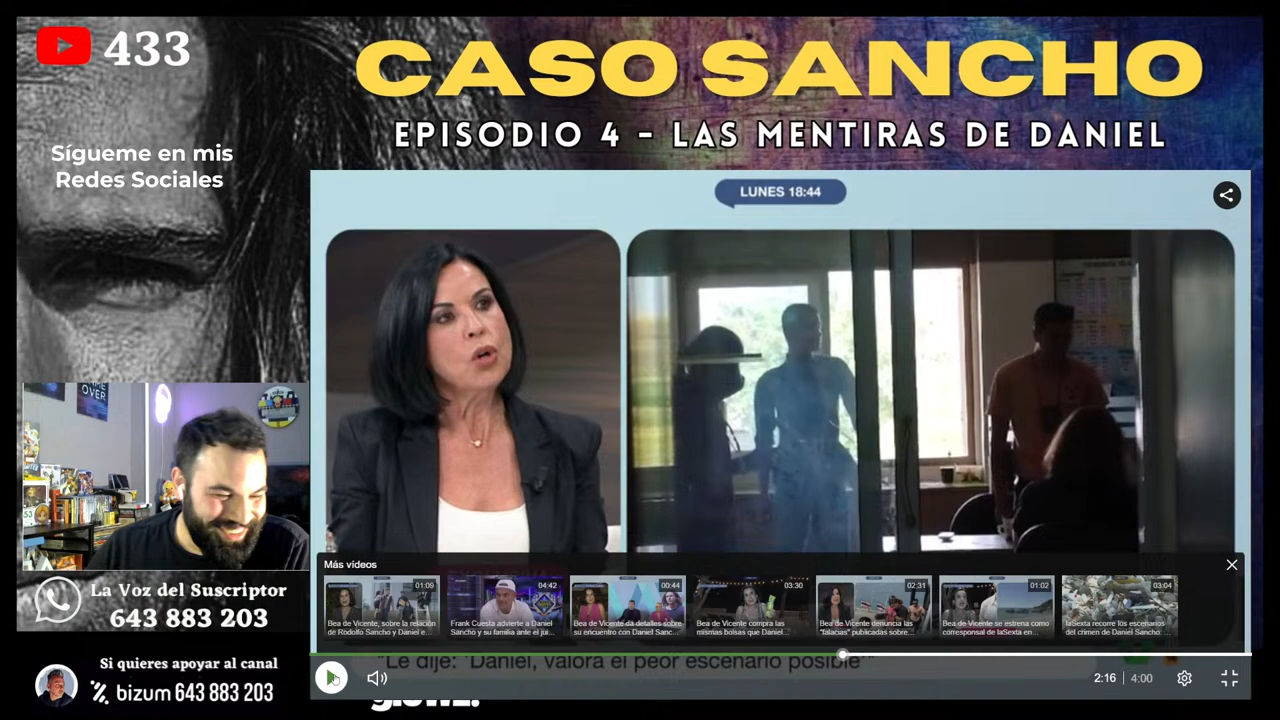 433
CASO SANCHO
EPISODIO 4 - LAS MENTIRAS DE DANIEL
Sígueme en mis
Redes Sociales
LUNES 18:44
OVER
53
Más videos
01:09
04:42
00:44
03:30
02:31
01:02
03:04
Bea de Vicente, sobre la relación
de Rodolfo Sancho y Daniel e...
Frank Cuesta advierte a Daniel
Sancho y su familia ante el jui...
Bea de Vicente da detalles sobre
su encuentro con Daniel Sanc...
Bea de Vicente compra las
mismas bolsas que Daniel...
Bea de Vicente denuncia las
"falacias" publicadas sobre...
Bea de Vicente se estrena como
corresponsal de laSexta en...
laSexta recorre los escenarios
del crimen de Daniel Sancho: ...
La Voz del Suscriptor
643 883 203
Le dije: "Daniel, valora el peor escenario posible"
2:16 | 4:00
Si quieres apoyar al canal
bizum 643 883 203